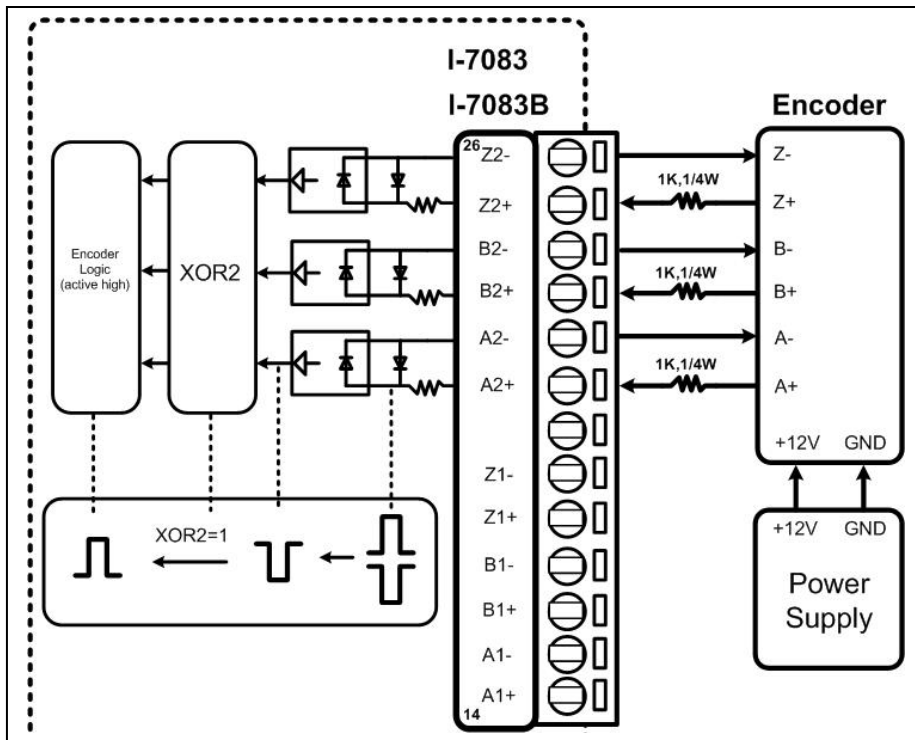 I-7083
I-7083B
Encoder
Encoder
Logic
(active high)
XOR2
26
Z2-
Z2+
B2-
B2+
A2-
A2+
Z1-
Z1+
B1-
B1+
A1-
A1+
14
1K,1/4W
1K,1/4W
1K,1/4W
Z-
Z+
B-
B+
A-
A+
+12V GND
+12V GND
Power
Supply
XOR2=1